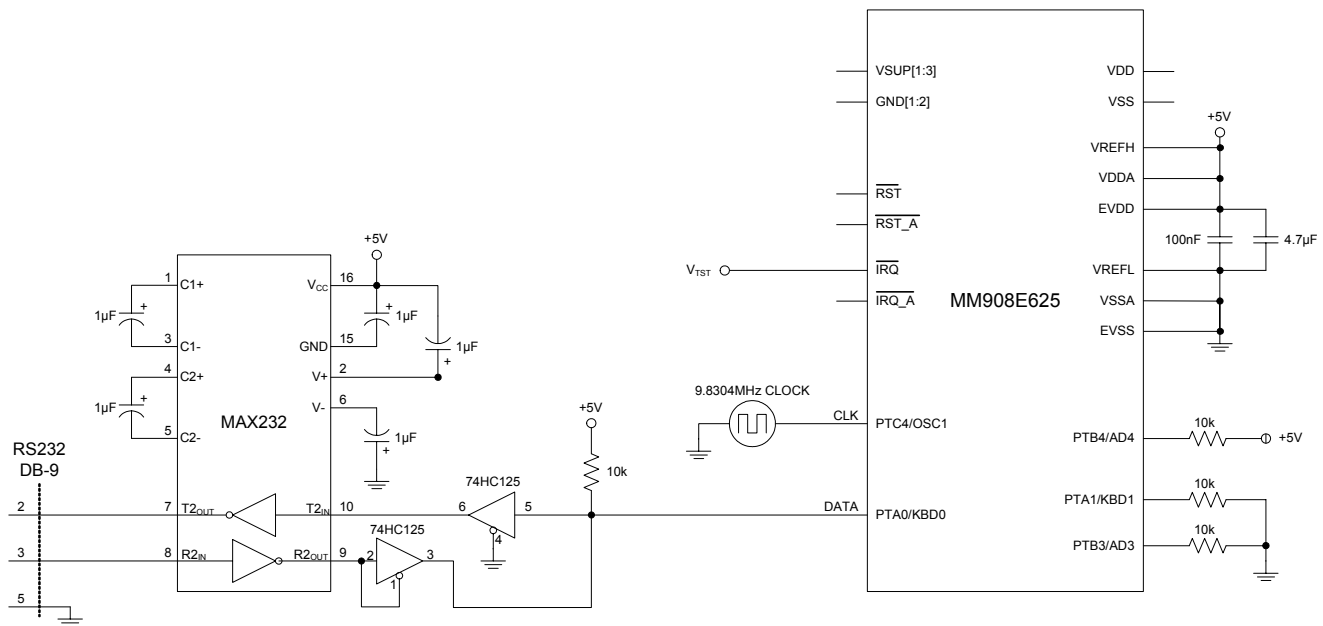 VSUP[1:3]
GND[1:2]
RST
RST_A
IRQ
IRQ_A
PTC4/OSC1
PTA0/KBD0
MM908E625
VDD
VSS
VREFH
VDDA
EVDD
VREFL
VSSA
EVSS
PTB4/AD4
PTA1/KBD1
PTB3/AD3
+5V
100nF
4.7µF
10k
+5V
10k
10k
VTST
9.8304MHz CLOCK
CLK
DATA
+5V
10k
74HC125
6
5
4
74HC125
2
3
1
+5V
+
1µF
1µF
+
1µF
+
1
C1+
+
1µF
3
C1-
4
C2+
+
1µF
5
C2-
MAX232
VCC
16
GND
15
V+
2
V-
6
T2IN
10
R2OUT
9
7
T2OUT
8
R2IN
RS232
DB-9
2
3
5